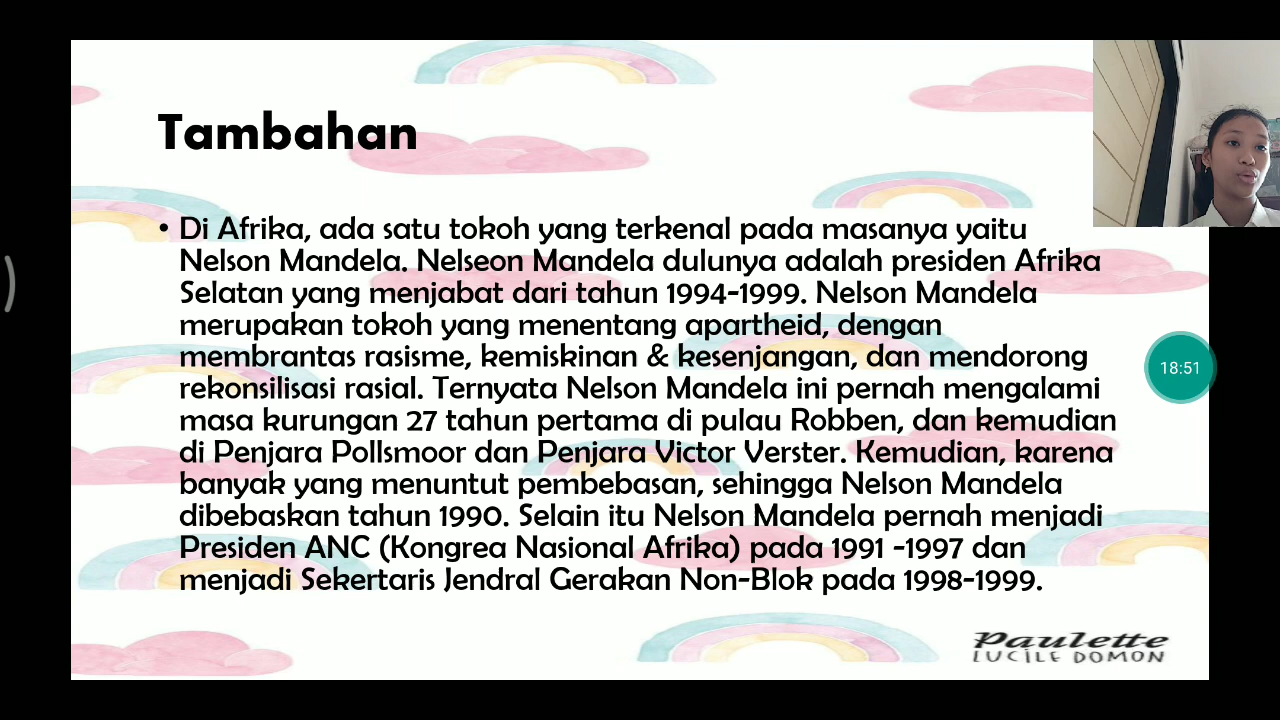 Tambahan
• Di Afrika, ada satu tokoh yang terkenal pada masanya yaitu
Nelson Mandela. Nelseon Mandela dulunya adalah presiden Afrika
Selatan yang menjabat dari tahun 1994-1999. Nelson Mandela
merupakan tokoh yang menentang apartheid, dengan
membrantas rasisme, kemiskinan & kesenjangan, dan mendorong
rekonsilisasi rasial. Ternyata Nelson Mandela ini pernah mengalami
masa kurungan 27 tahun pertama di pulau Robben, dan kemudian
di Penjara Pollsmoor dan Penjara Victor Verster. Kemudian, karena
banyak yang menuntut pembebasan, sehingga Nelson Mandela
dibebaskan tahun 1990. Selain itu Nelson Mandela pernah menjadi
Presiden ANC (Kongrea Nasional Afrika) pada 1991 -1997 dan
menjadi Sekertaris Jendral Gerakan Non-Blok pada 1998-1999.
18:51
Paulette
LUCILE DOMON